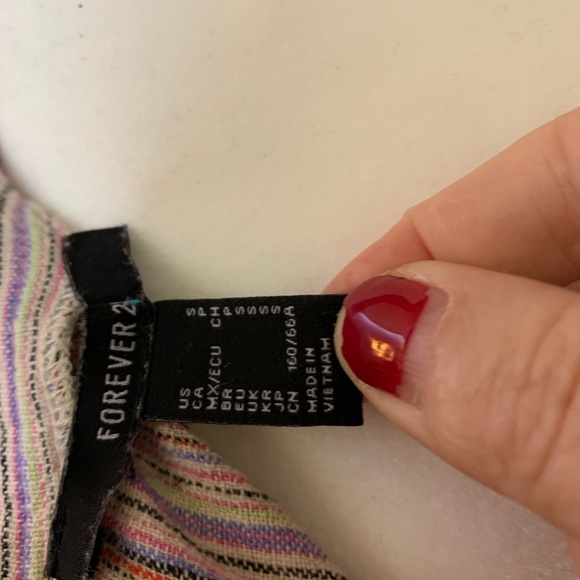 FOREVER 2
US S
CA P
MX/ECU CH
BR P
EU S
UK S
KR S
JP S
CN 160/66A
MADE IN
VIETNAM